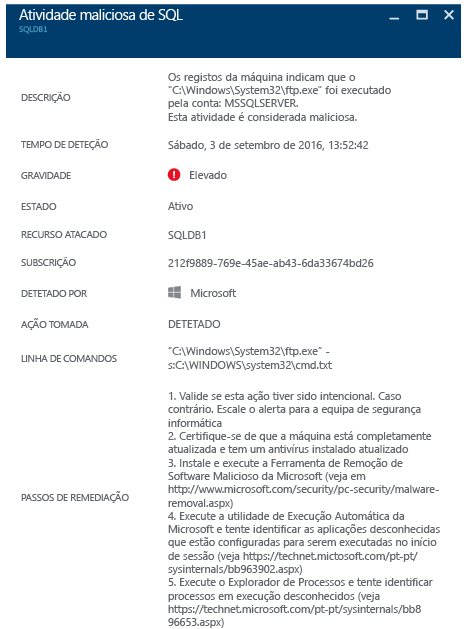 Atividade maliciosa de SQL
SQLDB1
DESCRIÇÃO
Os registos da máquina indicam que o
"C:\Windows\System32\ftp.exe" foi executado
pela conta: MSSQLSERVER.
Esta atividade é considerada maliciosa.
TEMPO DE DETEÇÃO
Sábado, 3 de setembro de 2016, 13:52:42
GRAVIDADE
Elevado
ESTADO
Ativo
RECURSO ATACADO
SQLDB1
SUBSCRIÇÃO
212f9889-769e-45ae-ab43-6da33674bd26
DETETADO POR
Microsoft
AÇÃO TOMADA
DETETADO
LINHA DE COMANDOS
"C:\Windows\System32\ftp.exe" -
s:C:\WINDOWS\system32\cmd.txt
PASSOS DE REMEDIAÇÃO
1. Valide se esta ação tiver sido intencional. Caso
contrário. Escale o alerta para a equipa de segurança
informática
2. Certifique-se de que a máquina está completamente
atualizada e tem um antivírus instalado atualizado
3. Instale e execute a Ferramenta de Remoção de
Software Malicioso da Microsoft (veja em
http://www.microsoft.com/security/pc-security/malware-
removal.aspx)
4. Execute a utilidade de Execução Automática da
Microsoft e tente identificar as aplicações desconhecidas
que estão configuradas para serem executadas no início
de sessão (veja https://technet.mictosoft.com/pt-pt/
sysinternals/bb963902.aspx)
5. Execute o Explorador de Processos e tente identificar
processos em execução desconhecidos (veja
https://technet.microsoft.com/pt-pt/sysinternals/bb8
96653.aspx)